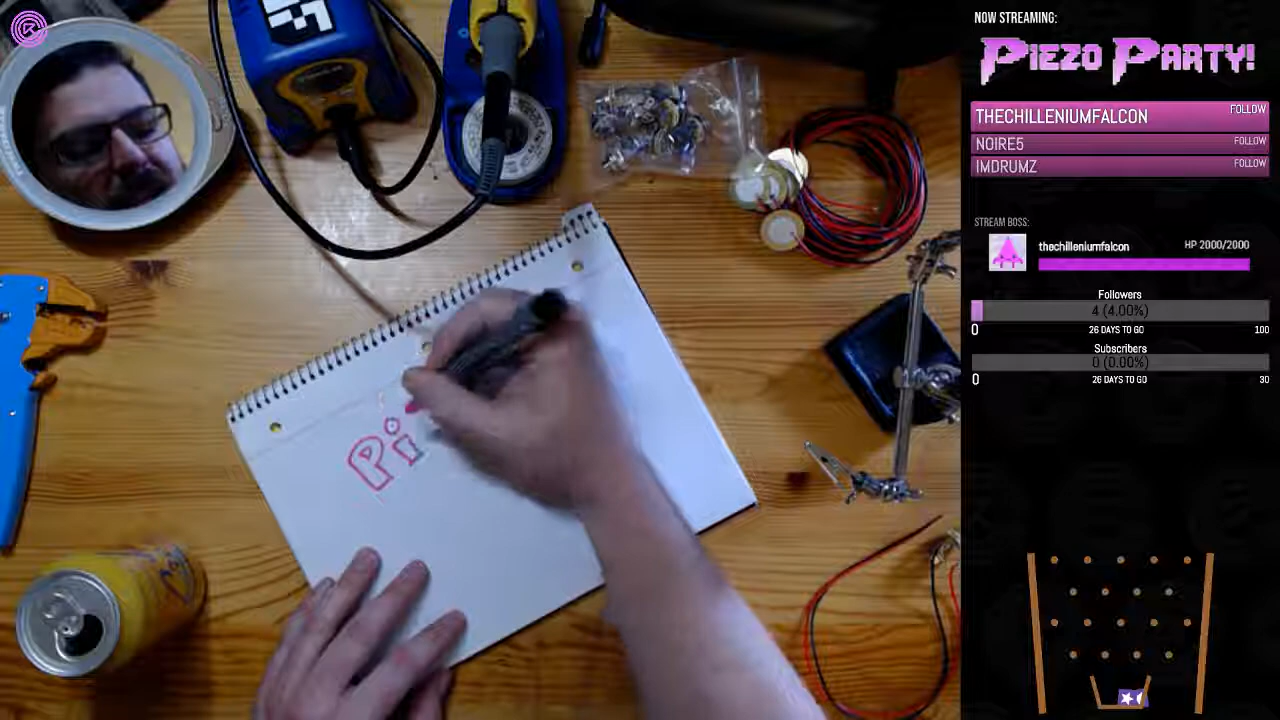 NOW STREAMING:
PIEZO PARTY!
THECHILLENIUMFALCON FOLLOW
NOIRE5 FOLLOW
IMDRUMZ FOLLOW
STREAM BOSS:
thechilleniumfalcon HP 2000/2000
Followers
4 (4.00%)
0 26 DAYS TO GO 100
Subscribers
0 (0.00%)
0 26 DAYS TO GO 30
Pi